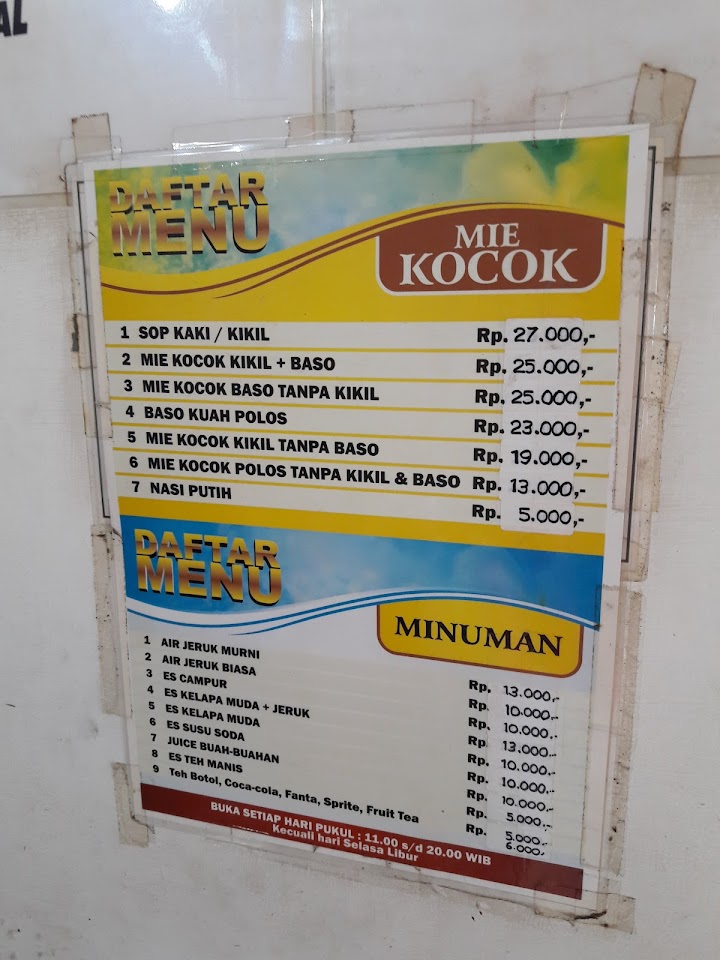 AL
DAFTAR
MENU
MIE
KOCOK
1 SOP KAKI / KIKIL Rp. 27.000,-
2 MIE KOCOK KIKIL + BASO Rp. 25.000,-
3 MIE KOCOK BASO TANPA KIKIL Rp. 25.000,-
4 BASO KUAH POLOS Rp. 23.000,-
5 MIE KOCOK KIKIL TANPA BASO Rp. 19.000,-
6 MIE KOCOK POLOS TANPA KIKIL & BASO Rp. 13.000,-
7 NASI PUTIH Rp. 5.000,-
DAFTAR
MENU
MINUMAN
1 AIR JERUK MURNI Rp. 13.000,-
2 AIR JERUK BIASA Rp. 10.000,-
3 ES CAMPUR Rp. 10.000,-
4 ES KELAPA MUDA + JERUK Rp. 13.000,-
5 ES KELAPA MUDA Rp. 10.000,-
6 ES SUSU SODA Rp. 10.000,-
7 JUICE BUAH-BUAHAN Rp. 10.000,-
8 ES TEH MANIS Rp. 5.000,-
9 Teh Botol, Coca-cola, Fanta, Sprite, Fruit Tea Rp. 5.000,-
6.000,-
BUKA SETIAP HARI PUKUL : 11.00 s/d 20.00 WIB
Kecuali hari Selasa Libur